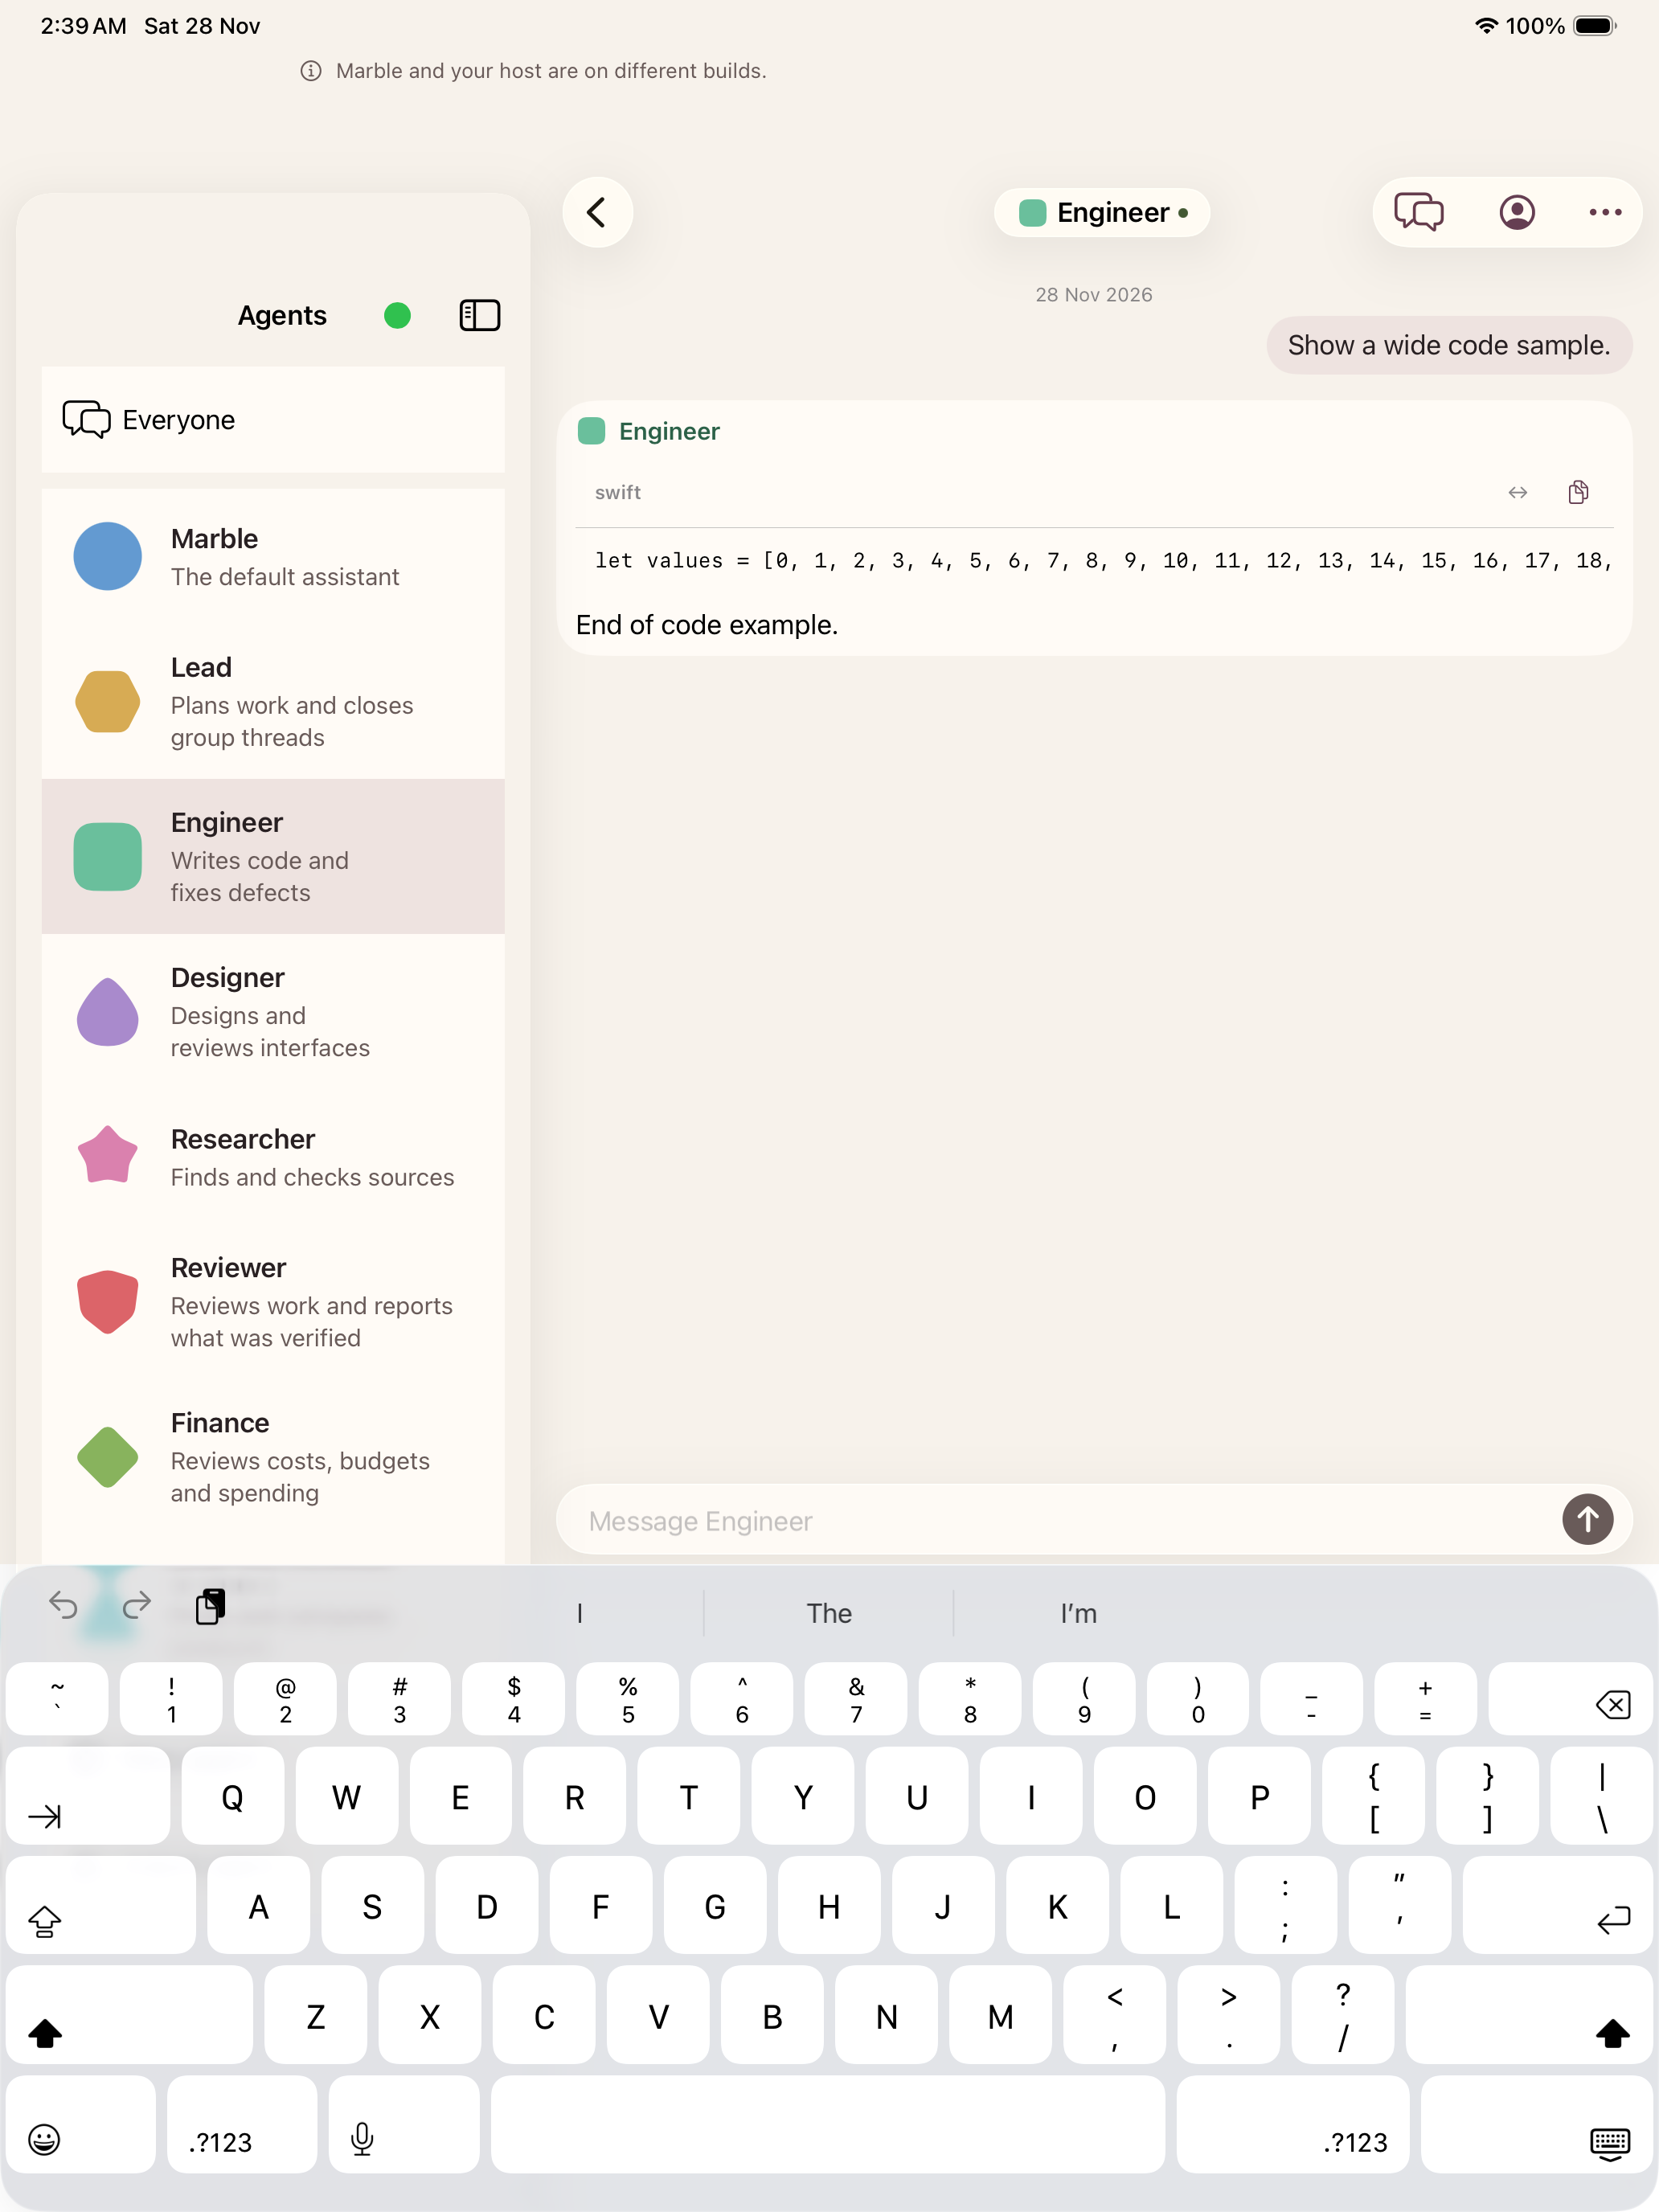 2:39 AM Sat 28 Nov
100%
Marble and your host are on different builds.
Engineer
Agents
28 Nov 2026
Show a wide code sample.
Everyone
Engineer
swift
let values = [0, 1, 2, 3, 4, 5, 6, 7, 8, 9, 10, 11, 12, 13, 14, 15, 16, 17, 18,
End of code example.
Marble
The default assistant
Lead
Plans work and closes
group threads
Engineer
Writes code and
fixes defects
Designer
Designs and
reviews interfaces
Researcher
Finds and checks sources
Reviewer
Reviews work and reports
what was verified
Finance
Reviews costs, budgets
and spending
Message Engineer
I The I’m
~ ! @ # $ % ^ & * ( ) _ +
` 1 2 3 4 5 6 7 8 9 0 - =
Q W E R T Y U I O P { } |
[ ] \
A S D F G H J K L : "
; '
Z X C V B N M < > ?
, . /
.?123 .?123